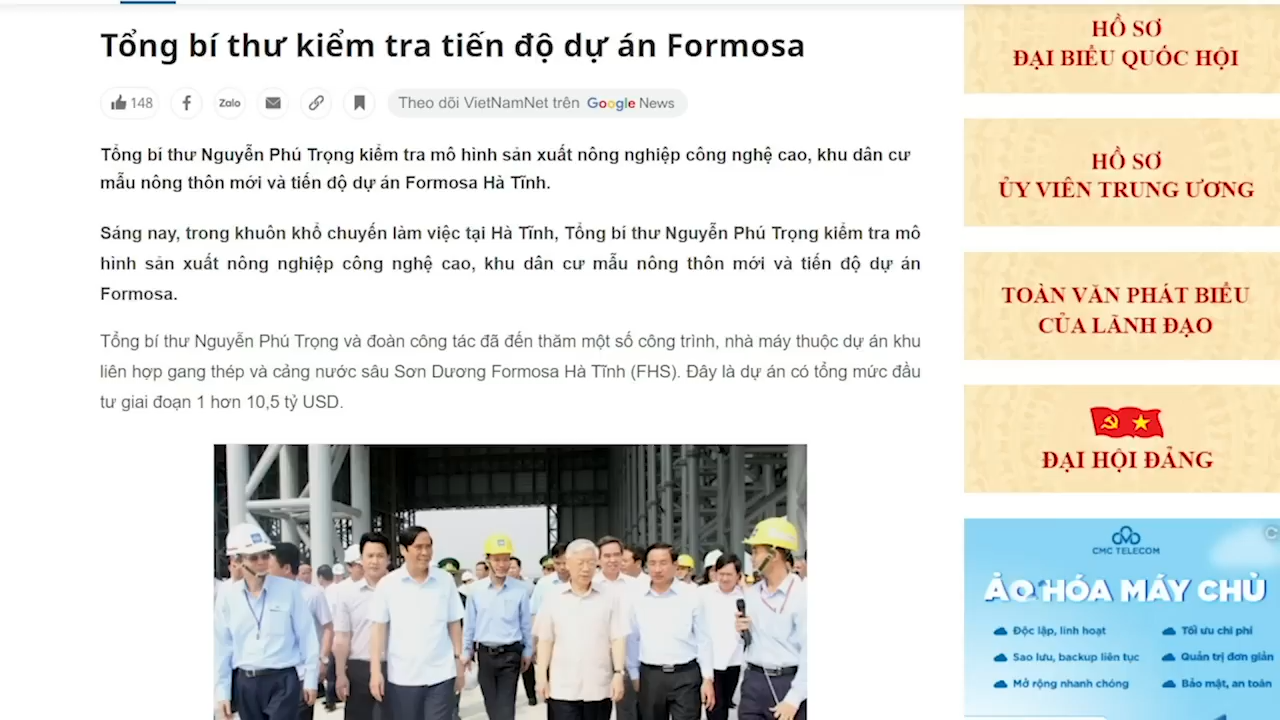 Tổng bí thư kiểm tra tiến độ dự án Formosa
148
Zalo
Theo dõi VietNamNet trên Google News
Tổng bí thư Nguyễn Phú Trọng kiểm tra mô hình sản xuất nông nghiệp công nghệ cao, khu dân cư
mẫu nông thôn mới và tiến độ dự án Formosa Hà Tĩnh.
Sáng nay, trong khuôn khổ chuyến làm việc tại Hà Tĩnh, Tổng bí thư Nguyễn Phú Trọng kiểm tra mô
hình sản xuất nông nghiệp công nghệ cao, khu dân cư mẫu nông thôn mới và tiến độ dự án
Formosa.
Tổng bí thư Nguyễn Phú Trọng và đoàn công tác đã đến thăm một số công trình, nhà máy thuộc dự án khu
liên hợp gang thép và cảng nước sâu Sơn Dương Formosa Hà Tĩnh (FHS). Đây là dự án có tổng mức đầu
tư giai đoạn 1 hơn 10,5 tỷ USD.
HỒ SƠ
ĐẠI BIỂU QUỐC HỘI
HỒ SƠ
ỦY VIÊN TRUNG ƯƠNG
TOÀN VĂN PHÁT BIỂU
CỦA LÃNH ĐẠO
ĐẠI HỘI ĐẢNG
CMC TELECOM
ẢO HÓA MÁY CHỦ
Độc lập, linh hoạt
Tối ưu chi phí
Sao lưu, backup liên tục
Quản trị đơn giản
Mở rộng nhanh chóng
Bảo mật, an toàn